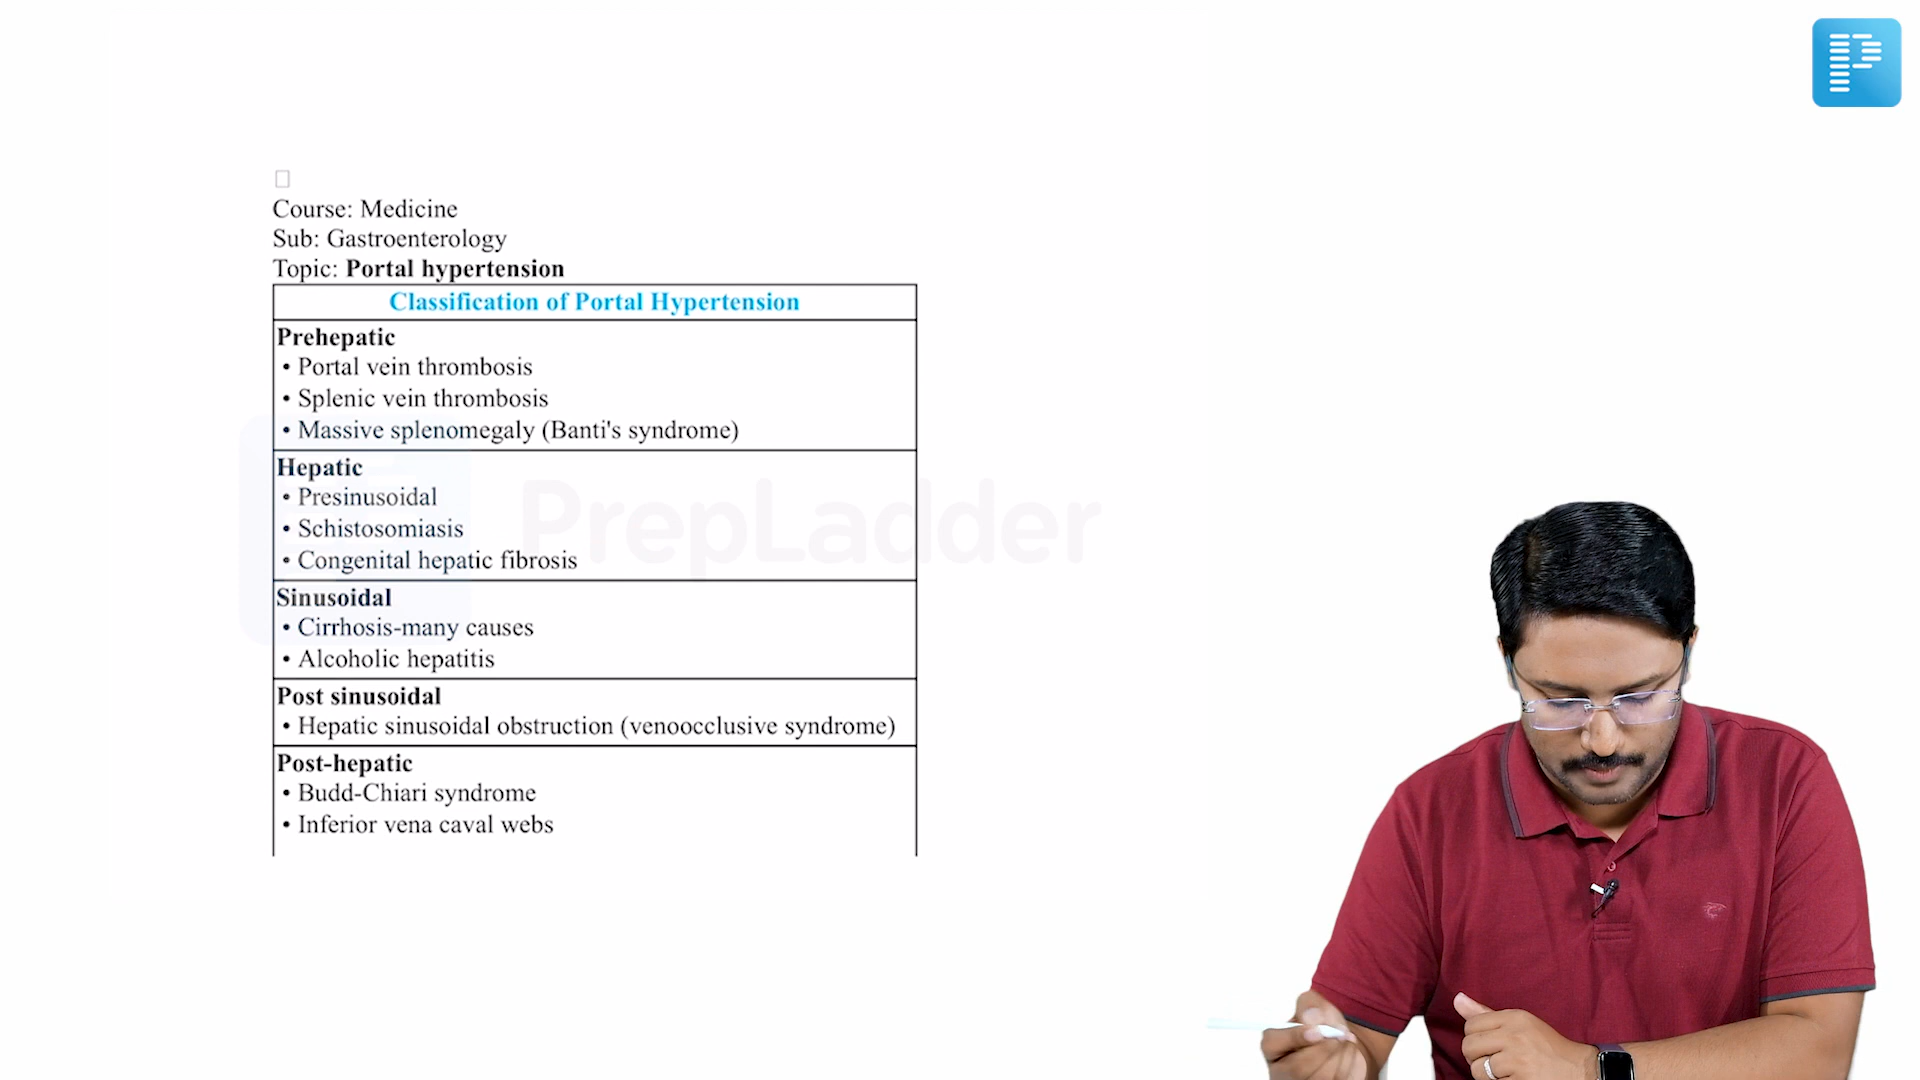 Course: Medicine
Sub: Gastroenterology
Topic: Portal hypertension
Classification of Portal Hypertension
Prehepatic
• Portal vein thrombosis
• Splenic vein thrombosis
• Massive splenomegaly (Banti's syndrome)
Hepatic
• Presinusoidal
• Schistosomiasis
• Congenital hepatic fibrosis
Sinusoidal
• Cirrhosis-many causes
• Alcoholic hepatitis
Post sinusoidal
• Hepatic sinusoidal obstruction (venoocclusive syndrome)
Post-hepatic
• Budd-Chiari syndrome
• Inferior vena caval webs
PrepLadder
P